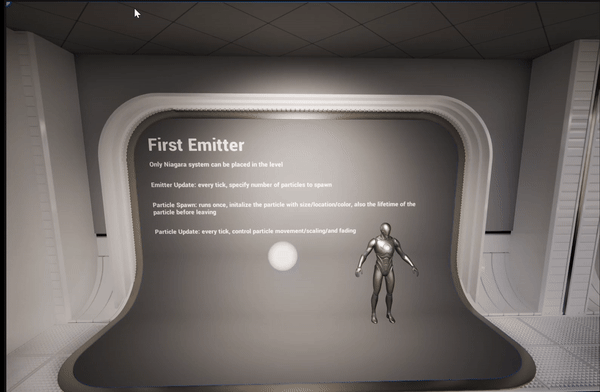 First Emitter
Only Niagara system can be placed in the level
Emitter Update: every tick, specify number of particles to spawn
Particle Spawn: runs once, initalize the particle with size/location/color, also the lifetime of the
particle before leaving
Particle Update: every tick, control particle movement/scaling/and fading